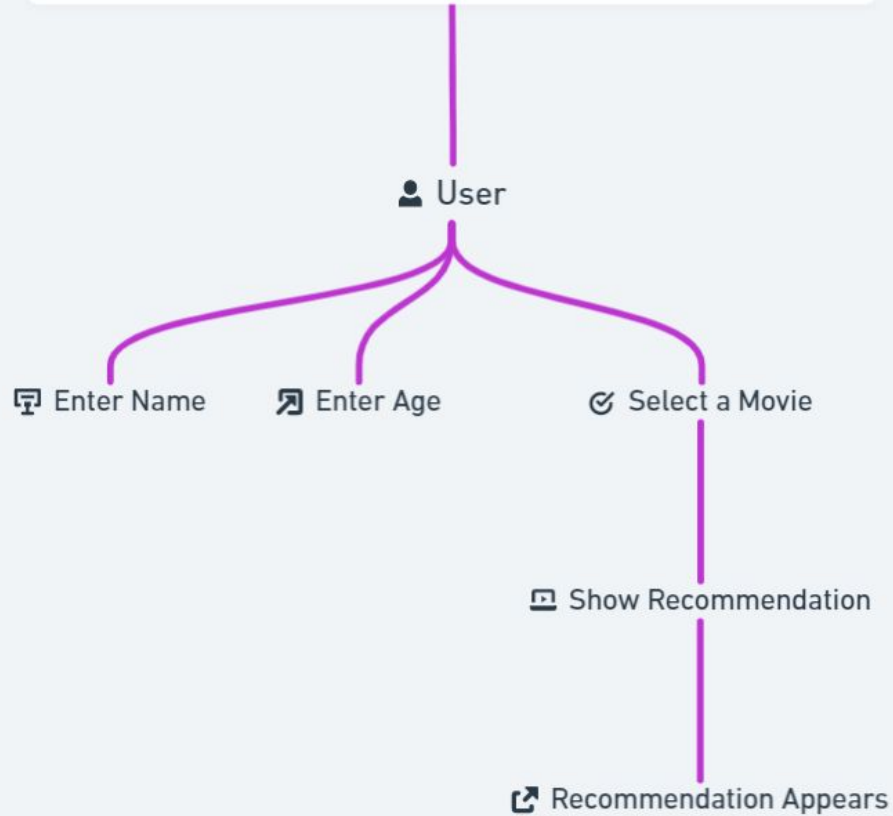 User
Enter Name
Enter Age
Select a Movie
Show Recommendation
Recommendation Appears